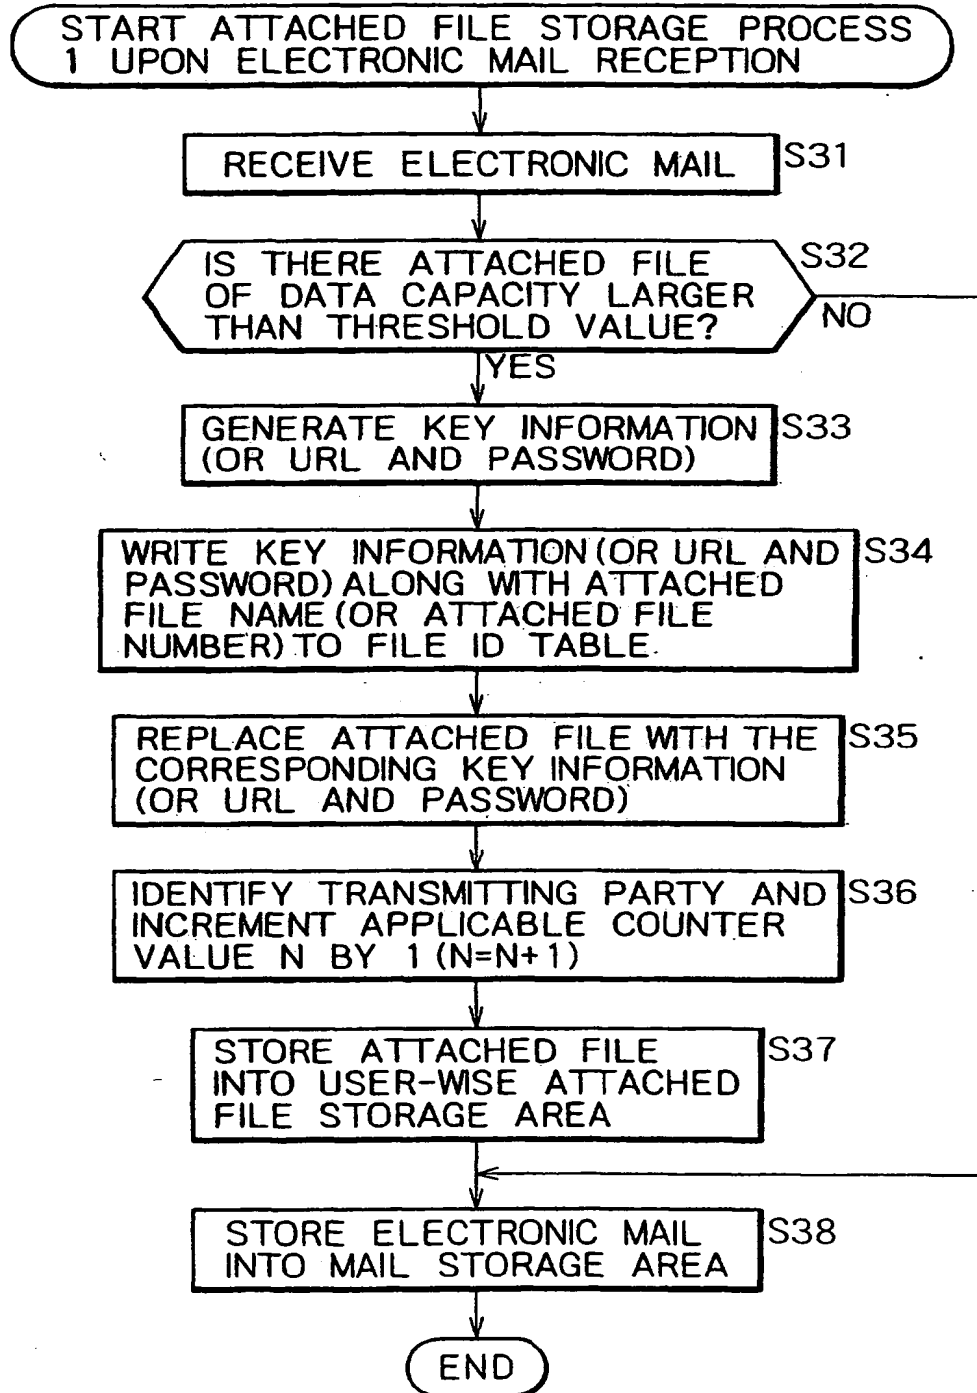 START ATTACHED FILE STORAGE PROCESS
1 UPON ELECTRONIC MAIL RECEPTION
RECEIVE ELECTRONIC MAIL
S31
IS THERE ATTACHED FILE
OF DATA CAPACITY LARGER
THAN THRESHOLD VALUE?
S32
NO
YES
GENERATE KEY INFORMATION
(OR URL AND PASSWORD)
S33
WRITE KEY INFORMATION (OR URL AND
PASSWORD) ALONG WITH ATTACHED
FILE NAME (OR ATTACHED FILE
NUMBER) TO FILE ID TABLE.
S34
REPLACE ATTACHED FILE WITH THE
CORRESPONDING KEY INFORMATION
(OR URL AND PASSWORD)
S35
IDENTIFY TRANSMITTING PARTY AND
INCREMENT APPLICABLE COUNTER
VALUE N BY 1 (N=N+1)
S36
STORE ATTACHED FILE
INTO USER-WISE ATTACHED
FILE STORAGE AREA
S37
STORE ELECTRONIC MAIL
INTO MAIL STORAGE AREA
S38
END